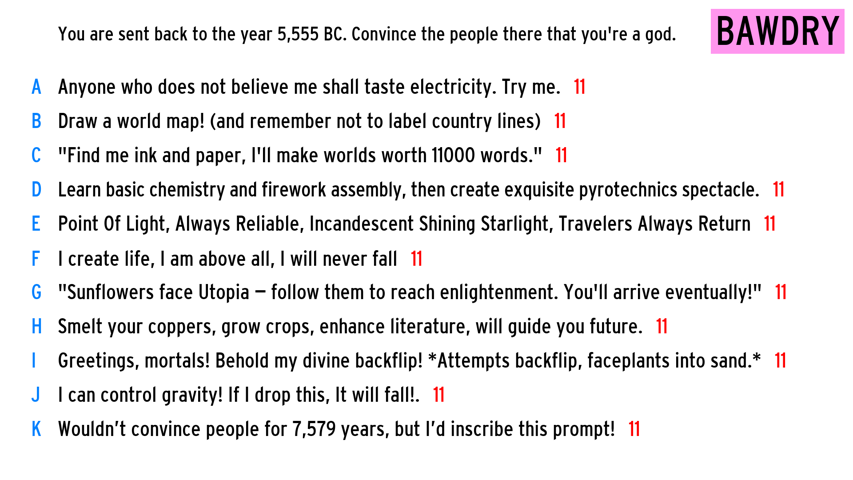 You are sent back to the year 5,555 BC. Convince the people there that you're a god.
BAWDRY
A Anyone who does not believe me shall taste electricity. Try me. 11
B Draw a world map! (and remember not to label country lines) 11
C "Find me ink and paper, I'll make worlds worth 11000 words." 11
D Learn basic chemistry and firework assembly, then create exquisite pyrotechnics spectacle. 11
E Point Of Light, Always Reliable, Incandescent Shining Starlight, Travelers Always Return 11
F I create life, I am above all, I will never fall 11
G "Sunflowers face Utopia – follow them to reach enlightenment. You'll arrive eventually!" 11
H Smelt your coppers, grow crops, enhance literature, will guide you future. 11
I Greetings, mortals! Behold my divine backflip! *Attempts backflip, faceplants into sand.* 11
J I can control gravity! If I drop this, It will fall!. 11
K Wouldn’t convince people for 7,579 years, but I’d inscribe this prompt! 11